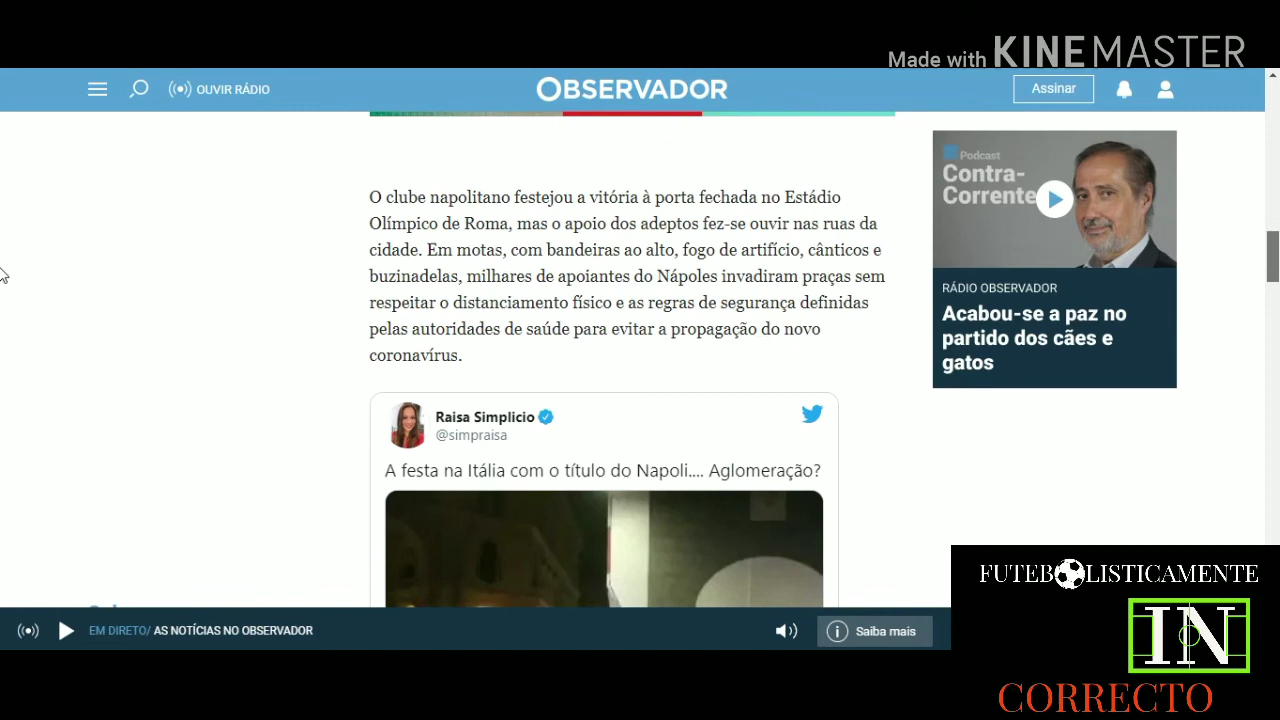 Made with KINEMASTER
OUVIR RÁDIO
OBSERVADOR
Assinar
O clube napolitano festejou a vitória à porta fechada no Estádio
Olímpico de Roma, mas o apoio dos adeptos fez-se ouvir nas ruas da
cidade. Em motas, com bandeiras ao alto, fogo de artifício, cânticos e
buzinadelas, milhares de apoiantes do Nápoles invadiram praças sem
respeitar o distanciamento físico e as regras de segurança definidas
pelas autoridades de saúde para evitar a propagação do novo
coronavírus.
Podcast
Contra-
Corrente
RÁDIO OBSERVADOR
Acabou-se a paz no
partido dos cães e
gatos
Raisa Simplicio
@simpraisa
A festa na Itália com o título do Napoli.... Aglomeração?
EM DIRETO/ AS NOTÍCIAS NO OBSERVADOR
Saiba mais
FUTEBOLISTICAMENTE
IN
CORRECTO